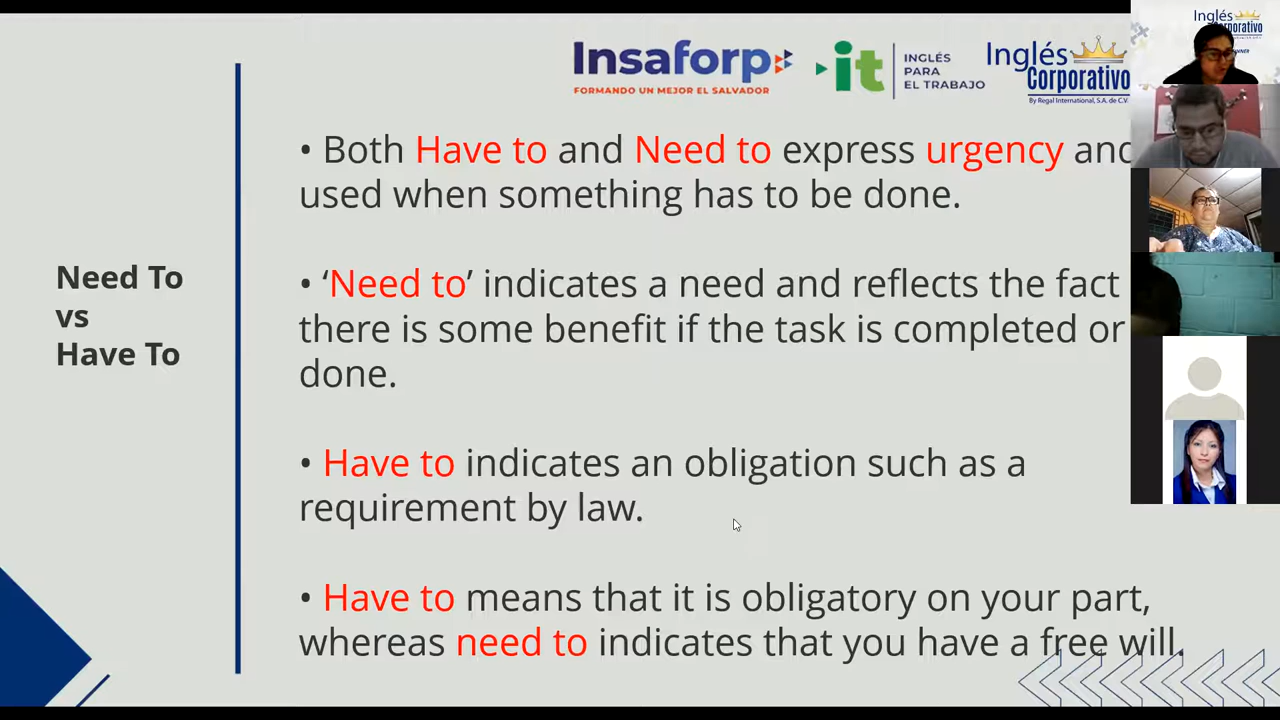 Insaforp
FORMANDO UN MEJOR EL SALVADOR
it
INGLÉS
PARA
EL TRABAJO
Inglés
Corporativo
By Regal International, S.A. de C.V.
Inglés
Corporativo
Need To
vs
Have To
• Both Have to and Need to express urgency and
used when something has to be done.
• ‘Need to’ indicates a need and reflects the fact
there is some benefit if the task is completed or
done.
• Have to indicates an obligation such as a
requirement by law.
• Have to means that it is obligatory on your part,
whereas need to indicates that you have a free will.